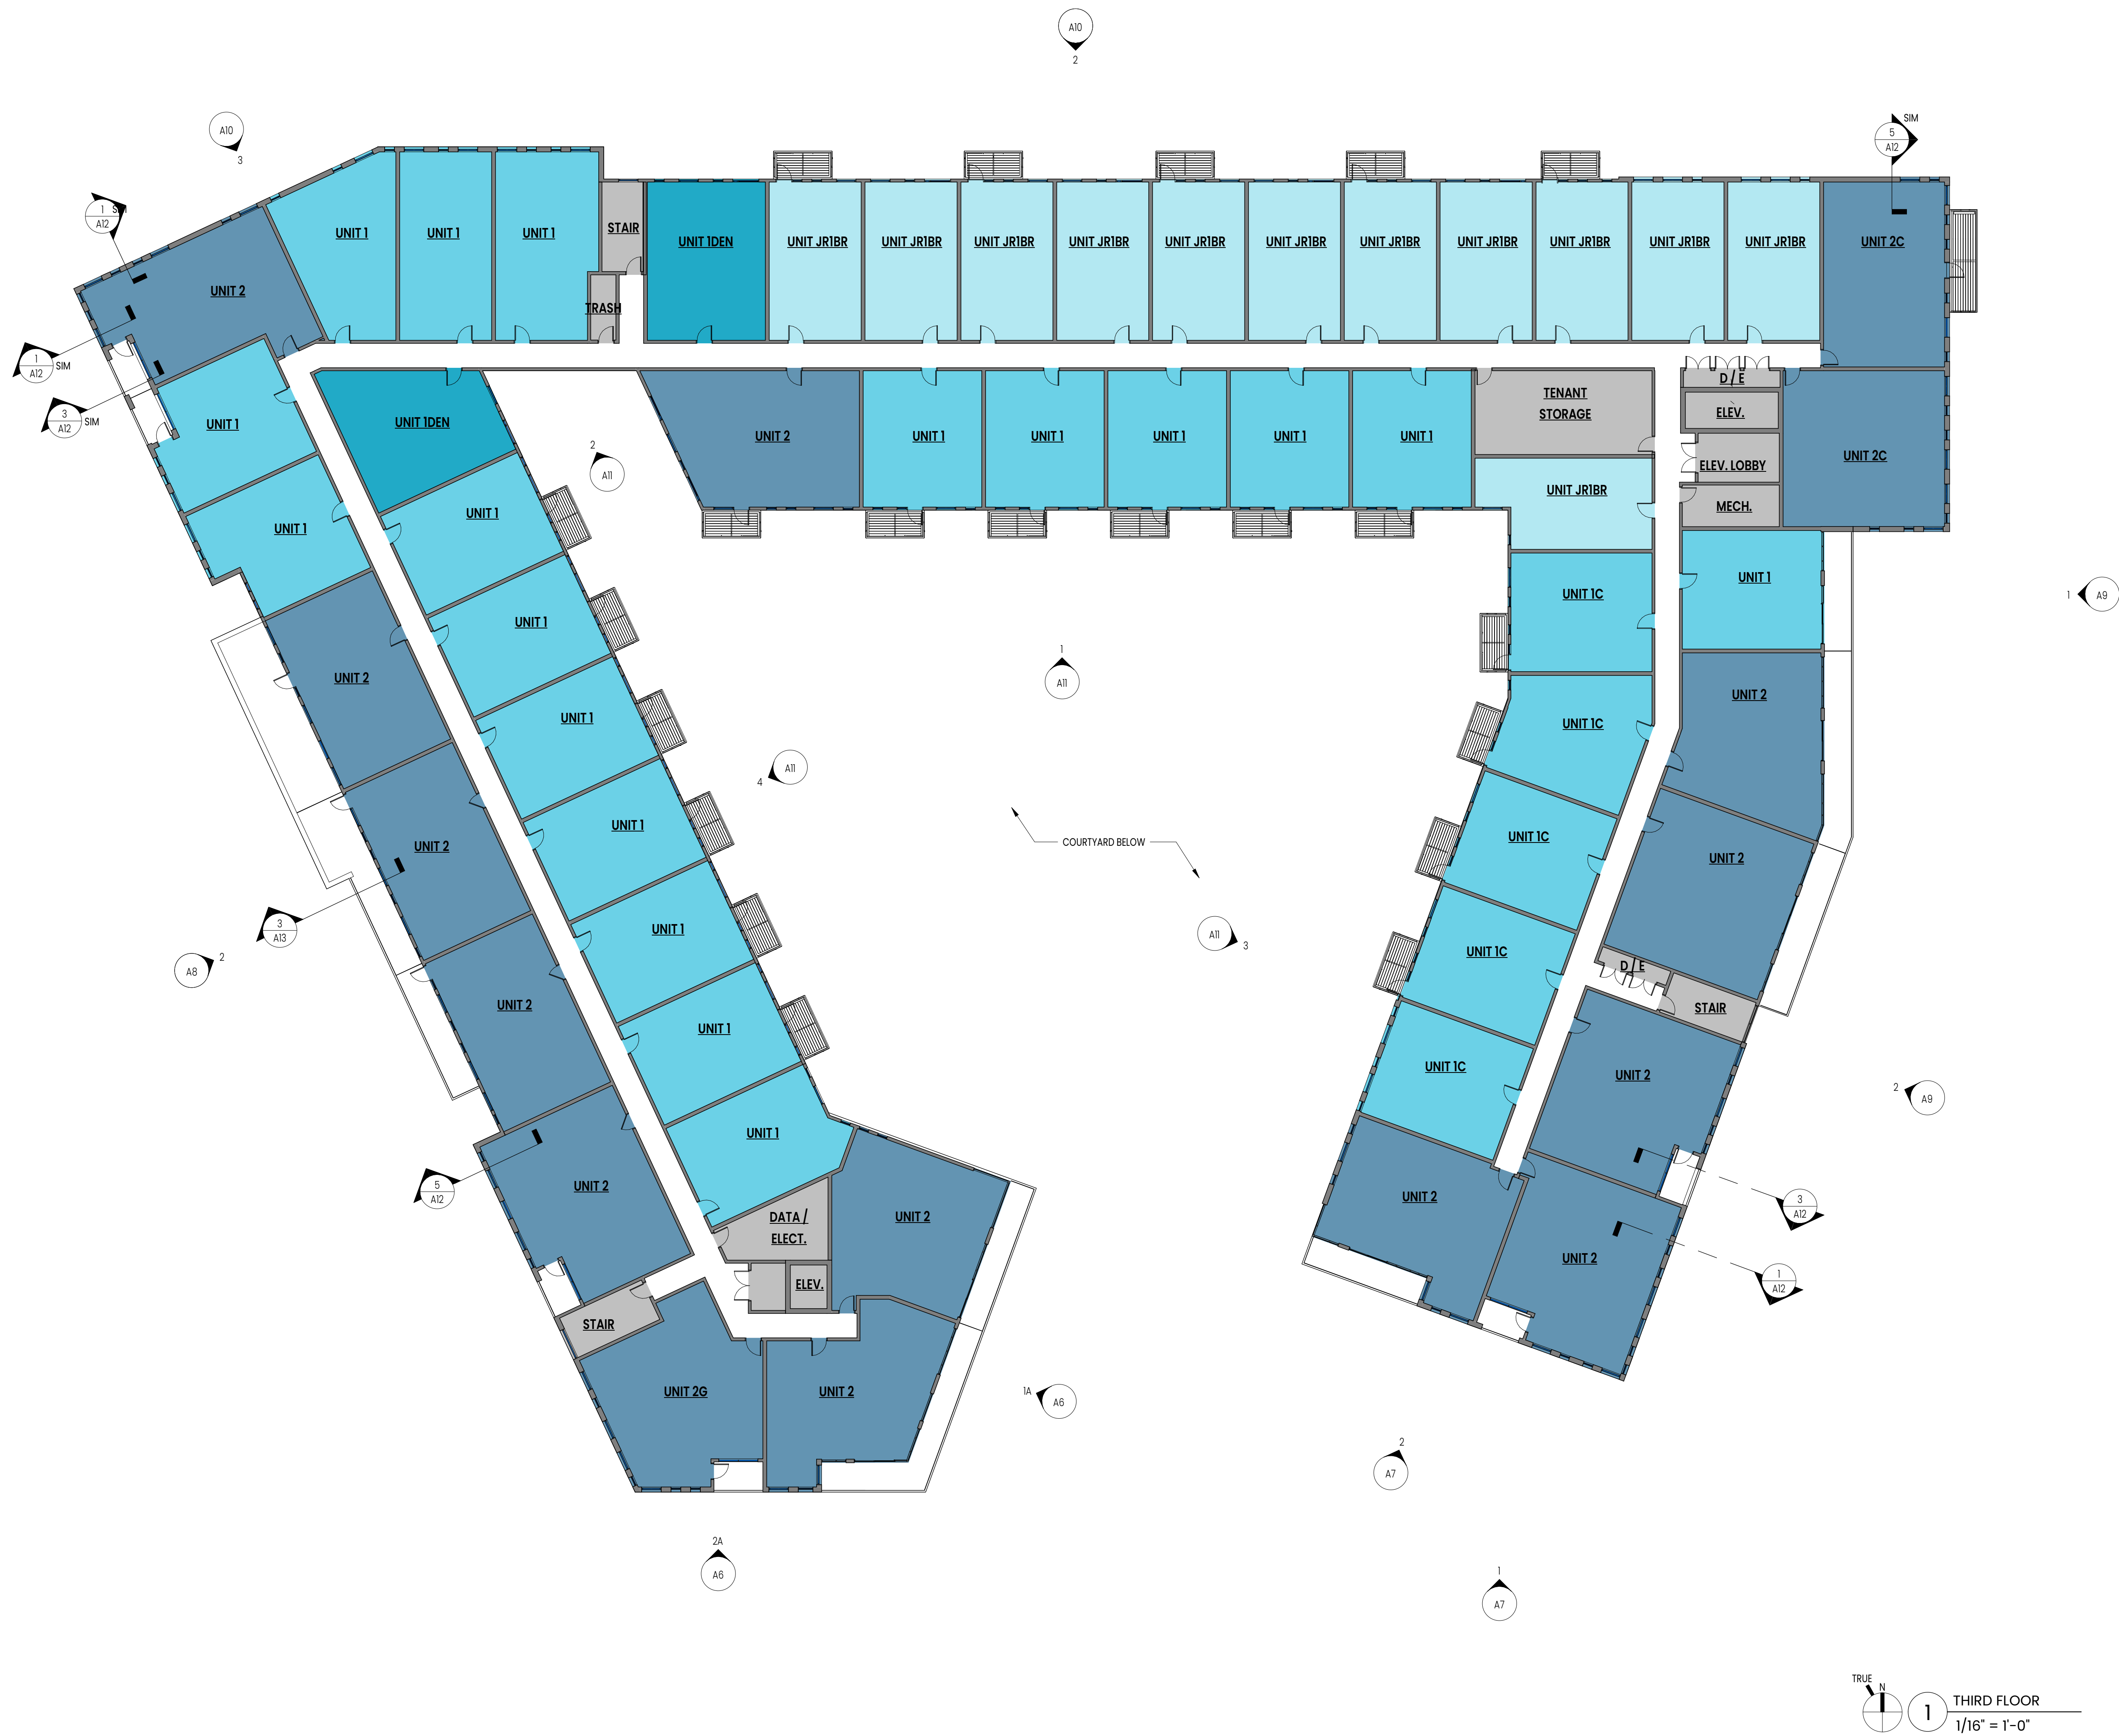 A10
2
A10
3
SIM
5
A12
1
SIM
A12
UNIT 1
UNIT 1
UNIT 1
STAIR
UNIT 1DEN
UNIT JR1BR
UNIT JR1BR
UNIT JR1BR
UNIT JR1BR
UNIT JR1BR
UNIT JR1BR
UNIT JR1BR
UNIT JR1BR
UNIT JR1BR
UNIT JR1BR
UNIT JR1BR
UNIT 2C
UNIT 2
TRASH
1
A12
SIM
3
A12
SIM
UNIT 1
UNIT 1DEN
UNIT 2
UNIT 1
UNIT 1
UNIT 1
UNIT 1
UNIT 1
TENANT
STORAGE
D / E
ELEV.
ELEV. LOBBY
MECH.
UNIT 2C
2
A11
UNIT JR1BR
UNIT 1
UNIT 1
UNIT 1C
UNIT 1
1
A9
UNIT 1
1
A11
UNIT 2
UNIT 1
UNIT 1C
UNIT 2
4
A11
UNIT 2
UNIT 1
COURTYARD BELOW
UNIT 1C
UNIT 2
3
A13
UNIT 1
A11
3
UNIT 1C
D / E
A8
2
UNIT 2
UNIT 1
STAIR
UNIT 1C
UNIT 2
2
A9
UNIT 1
5
A12
UNIT 2
DATA /
ELECT.
UNIT 2
UNIT 2
3
A12
ELEV.
UNIT 2
1
A12
STAIR
UNIT 2G
UNIT 2
1A
A6
2
A7
2A
A6
1
A7
TRUE
N
1
THIRD FLOOR
1/16" = 1'-0"